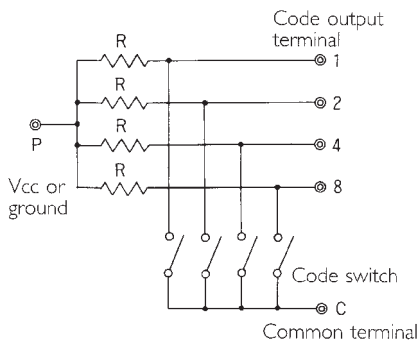 Code output
terminal
R
1
R
2
R
4
P
R
8
Vcc or
ground
Code switch
C
Common terminal